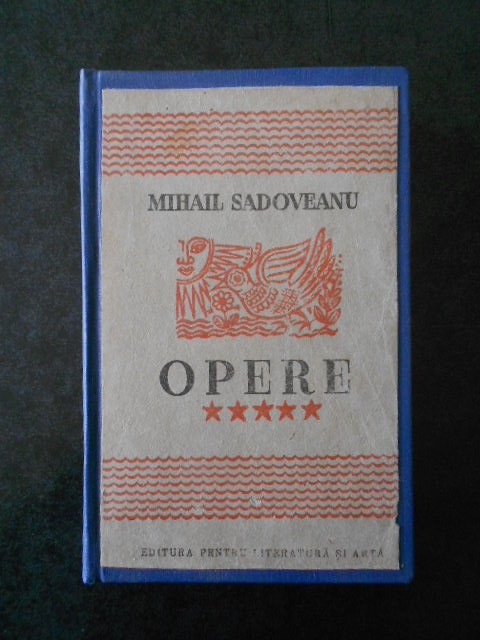 MIHAIL SADOVEANU
OPERE
★★★★★
EDITURA PENTRU LITERATURĂ ȘI ARTĂ